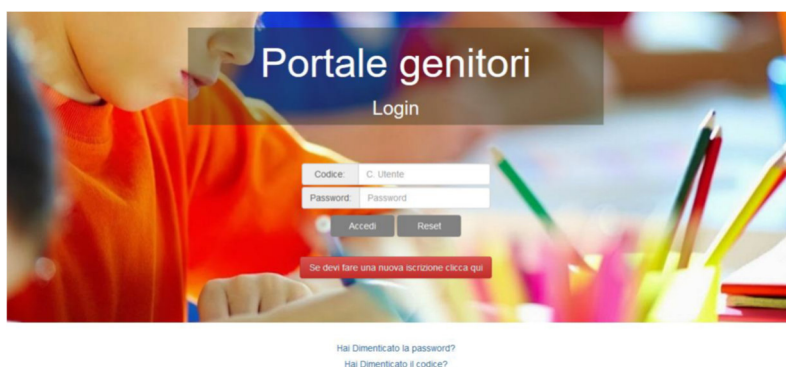 Portale genitori
Login
Codice: C. Utente
Password: Password
Accedi Reset
Se devi fare una nuova iscrizione clicca qui
Hai Dimenticato la password?
Hai Dimenticato il codice?